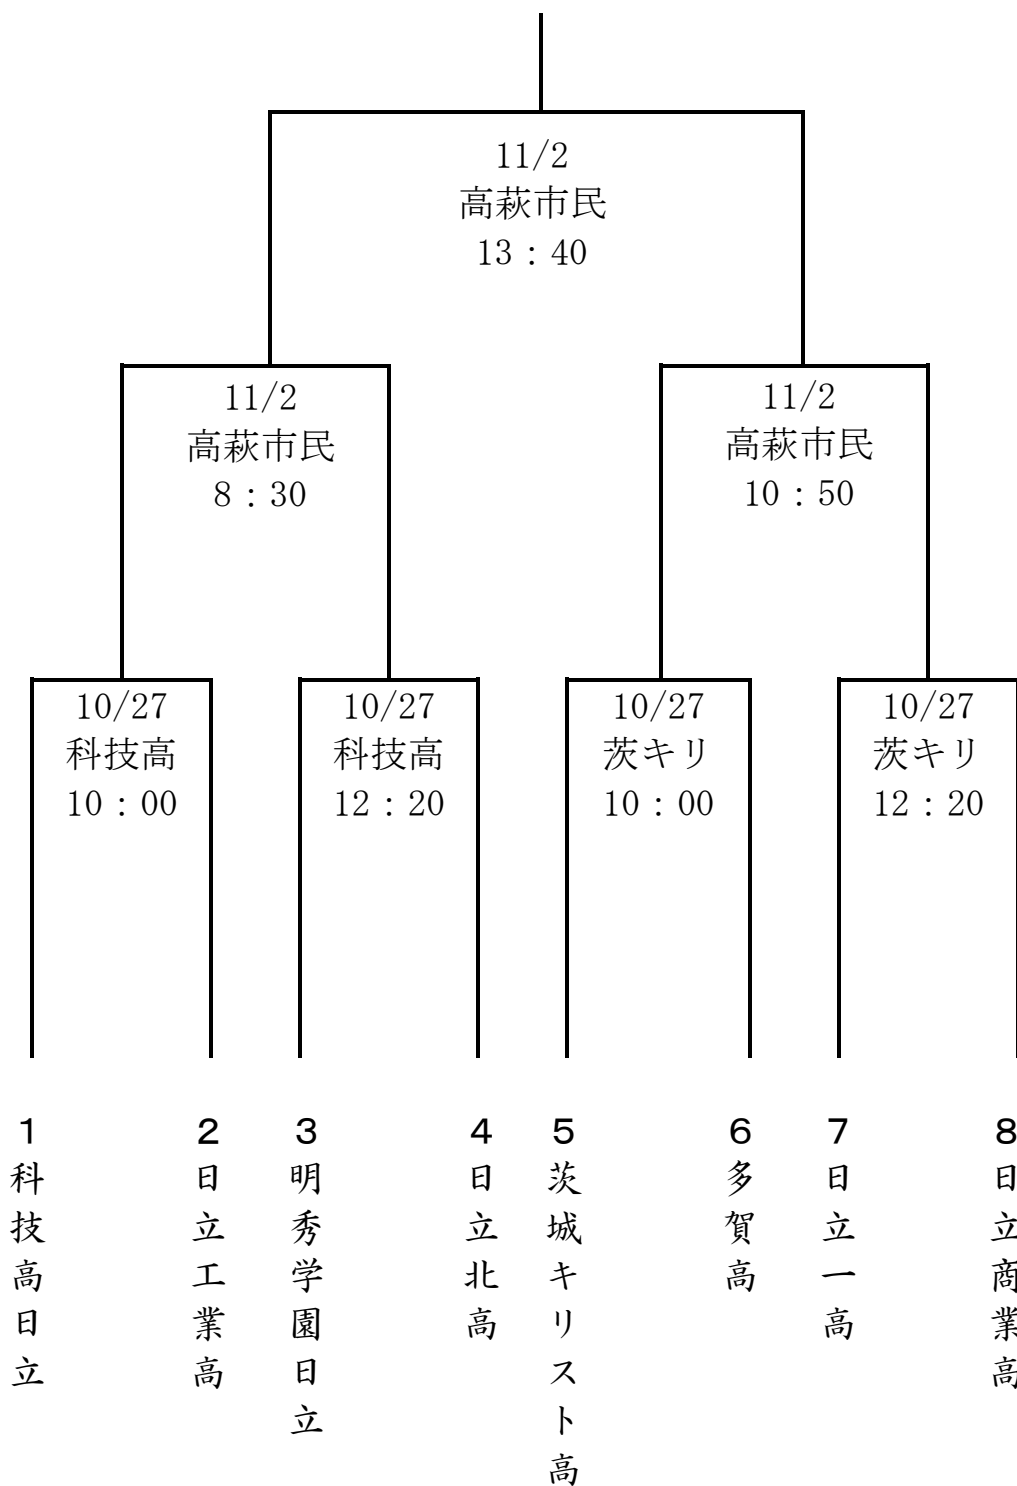 11/2
高萩市民
13：40
11/2
高萩市民
8：30
11/2
高萩市民
10：50
10/27
科技高
10：00
10/27
科技高
12：20
10/27
茨キリ
10：00
10/27
茨キリ
12：20
1
科技高日立
2
日立工業高
3
明秀学園日立
4
日立北高
5
茨城キリスト高
6
多賀高
7
日立一高
8
日立商業高